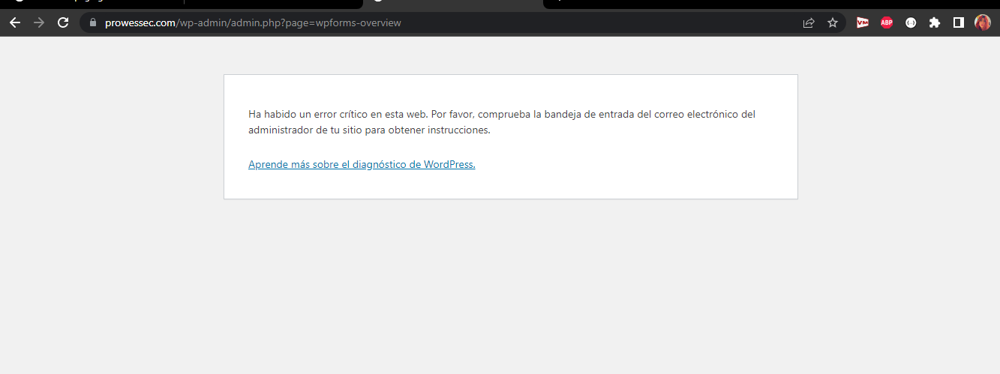 prowessec.com/wp-admin/admin.php?page=wpforms-overview
VM
ABP
Ha habido un error crítico en esta web. Por favor, comprueba la bandeja de entrada del correo electrónico del
administrador de tu sitio para obtener instrucciones.
Aprende más sobre el diagnóstico de WordPress.